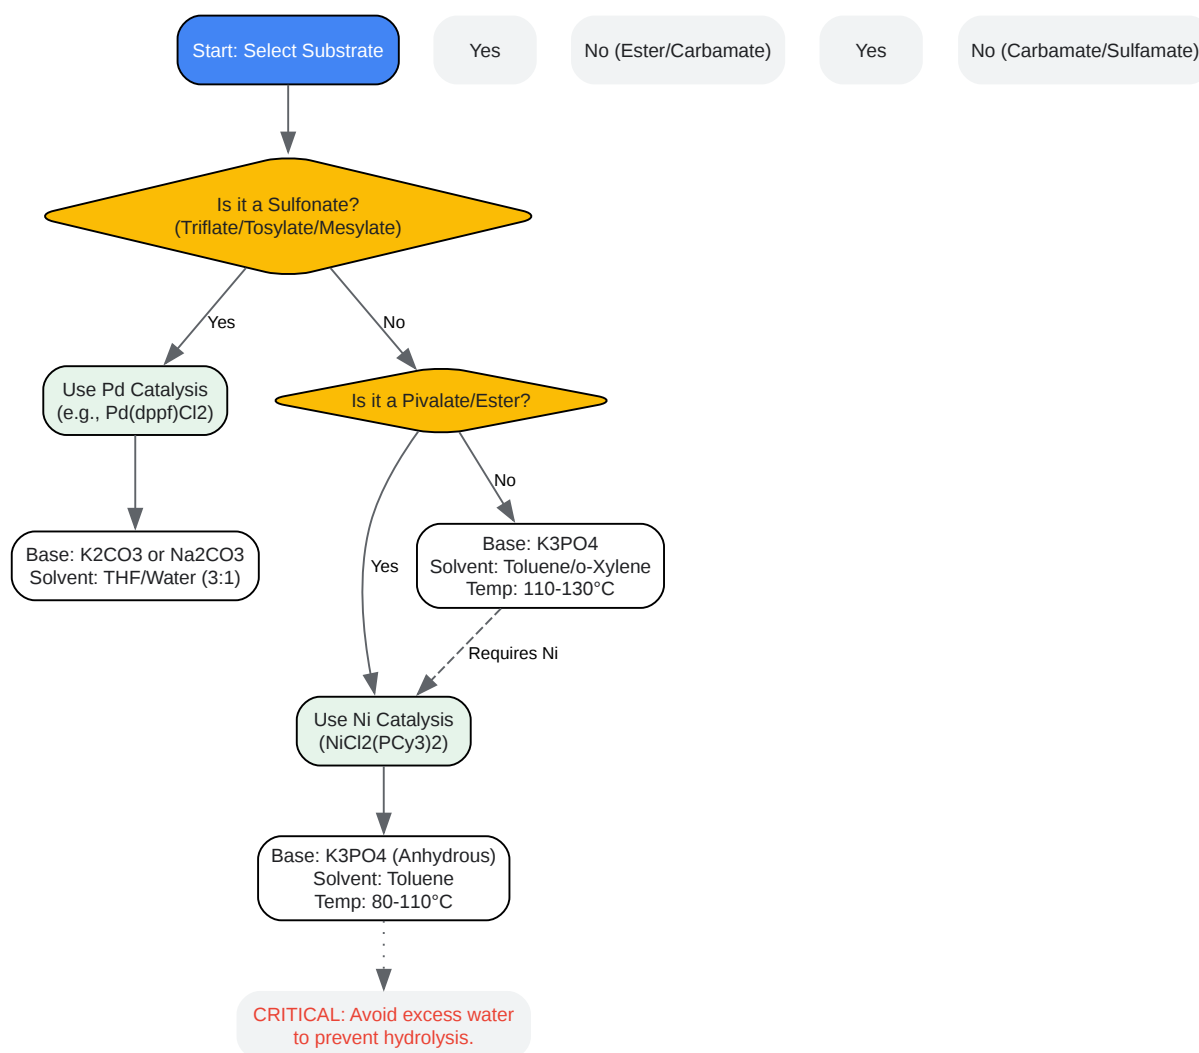 Start: Select Substrate
Yes
No (Ester/Carbamate)
Yes
No (Carbamate/Sulfamate)
Is it a Sulfonate?
(Triflate/Tosylate/Mesylate)
Yes
No
Use Pd Catalysis
(e.g., Pd(dppf)Cl2)
Is it a Pivalate/Ester?
No
Base: K2CO3 or Na2CO3
Solvent: THF/Water (3:1)
Base: K3PO4
Solvent: Toluene/o-Xylene
Temp: 110-130°C
Yes
Requires Ni
Use Ni Catalysis
(NiCl2(PCy3)2)
Base: K3PO4 (Anhydrous)
Solvent: Toluene
Temp: 80-110°C
CRITICAL: Avoid excess water
to prevent hydrolysis.